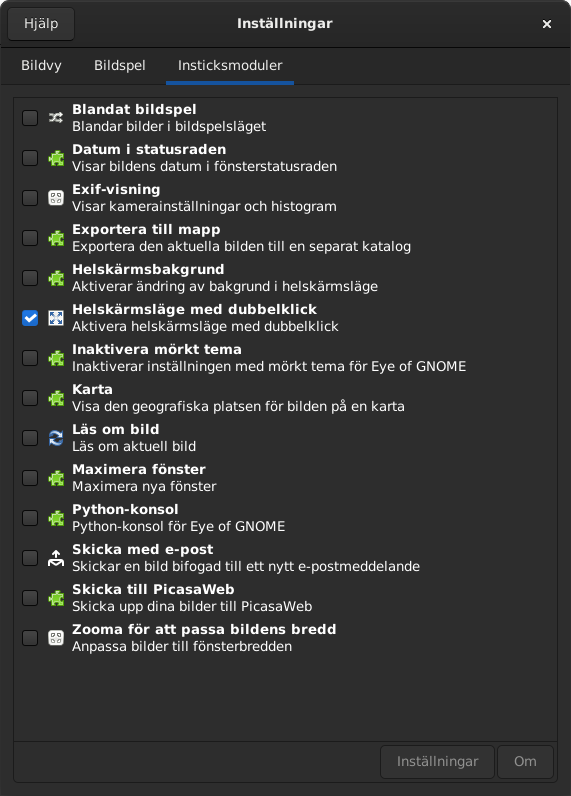 Hjälp
Inställningar
Bildvy
Bildspel
Insticksmoduler
Blandat bildspel
Blandar bilder i bildspelsläget
Datum i statusraden
Visar bildens datum i fönsterstatusraden
Exif-visning
Visar kamerainställningar och histogram
Exportera till mapp
Exportera den aktuella bilden till en separat katalog
Helskärmsbakgrund
Aktiverar ändring av bakgrund i helskärmsläge
Helskärmsläge med dubbelklick
Aktivera helskärmsläge med dubbelklick
Inaktivera mörkt tema
Inaktiverar inställningen med mörkt tema för Eye of GNOME
Karta
Visa den geografiska platsen för bilden på en karta
Läs om bild
Läs om aktuell bild
Maximera fönster
Maximera nya fönster
Python-konsol
Python-konsol för Eye of GNOME
Skicka med e-post
Skickar en bild bifogad till ett nytt e-postmeddelande
Skicka till PicasaWeb
Skicka upp dina bilder till PicasaWeb
Zooma för att passa bildens bredd
Anpassa bilder till fönsterbredden
Inställningar
Om